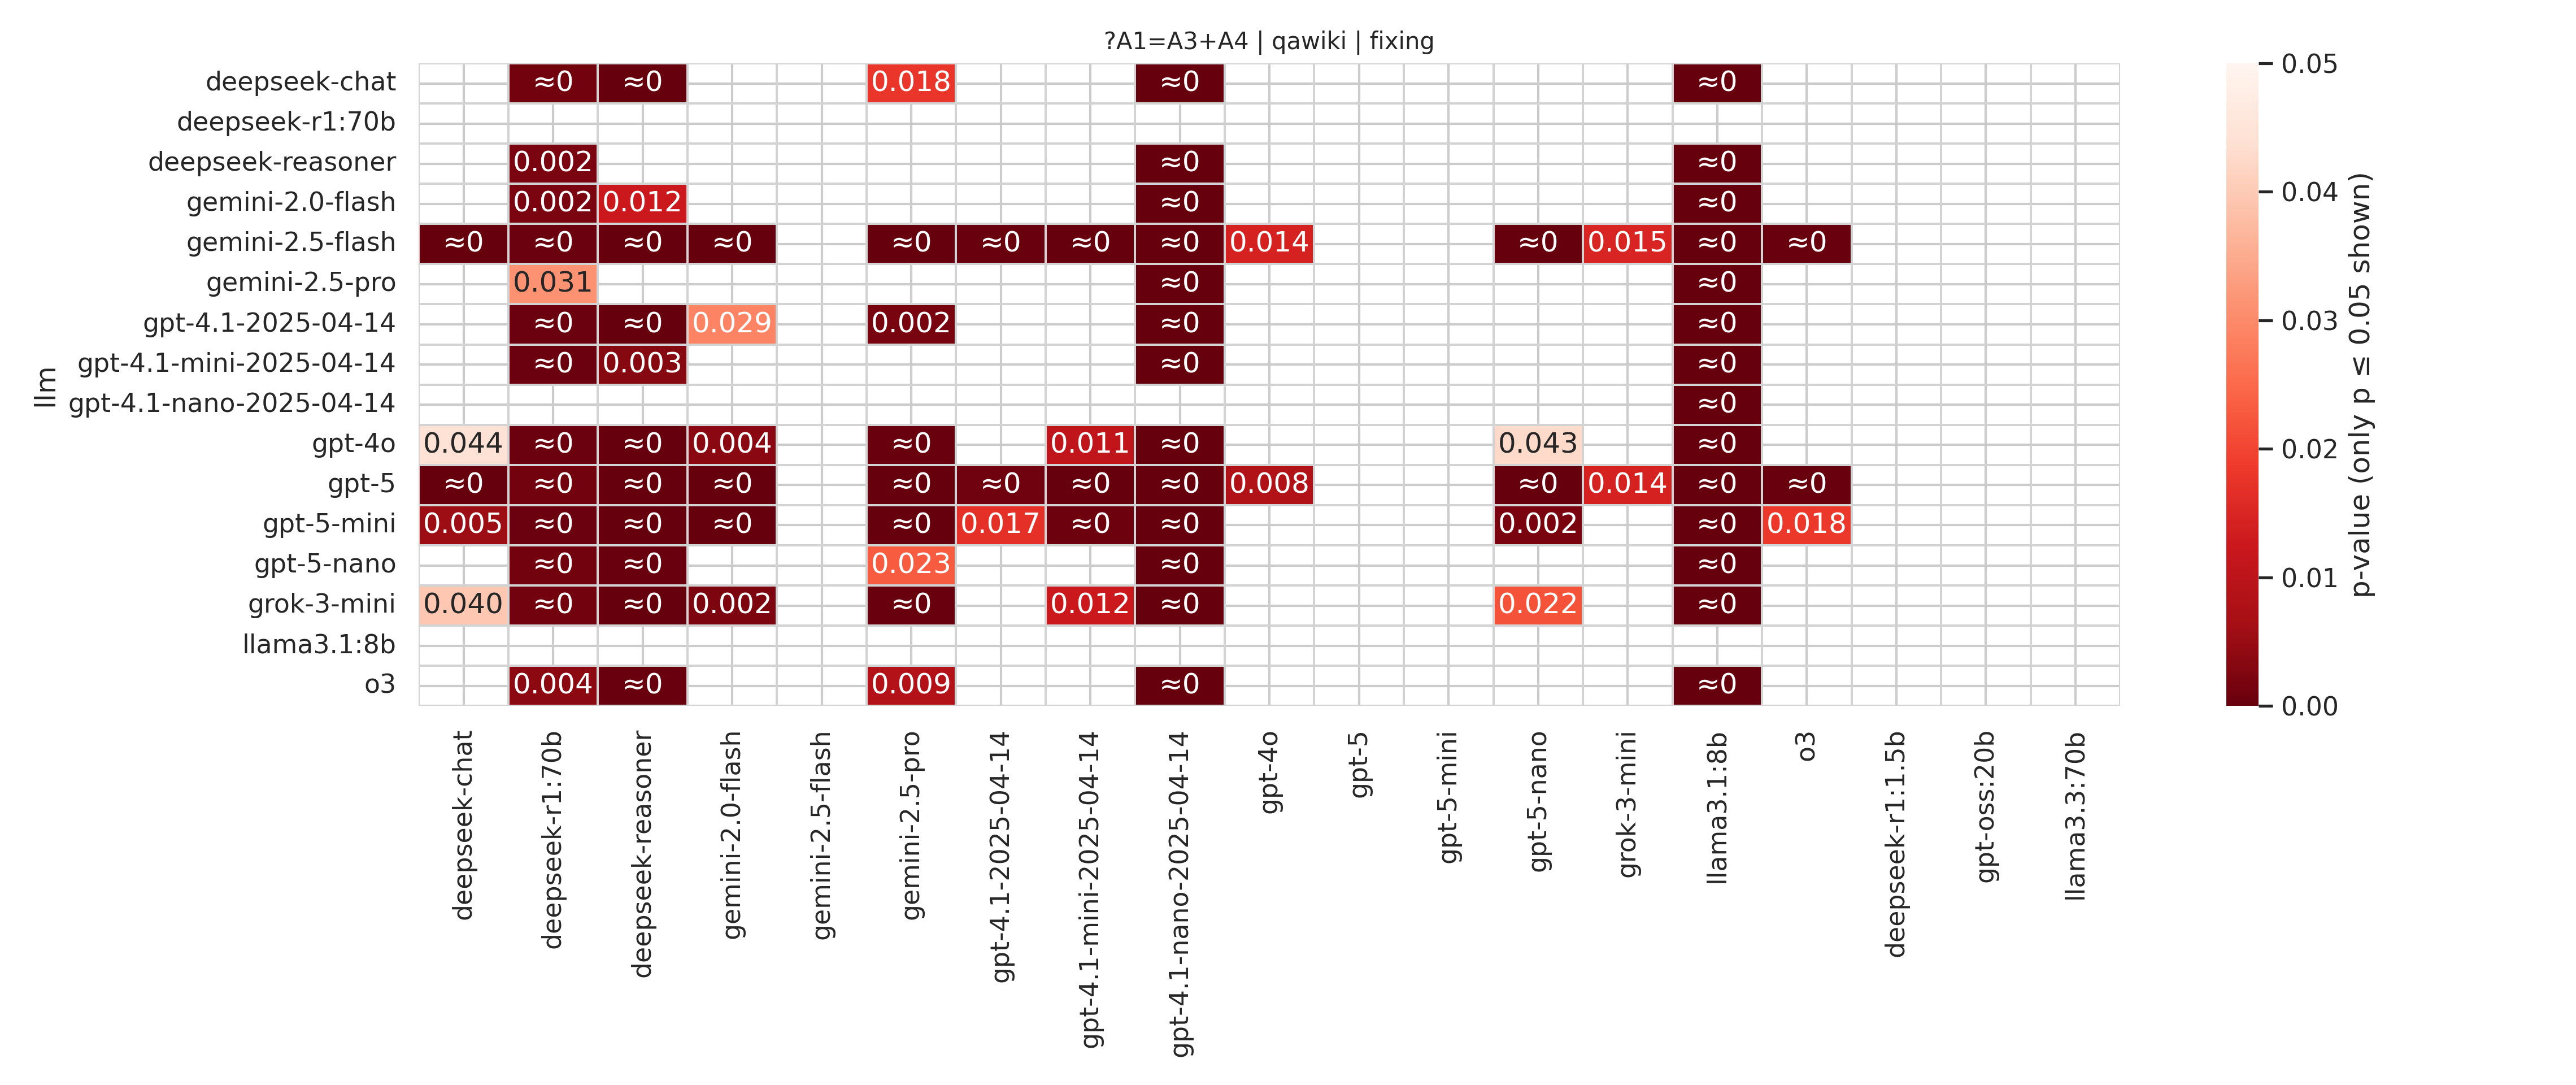 ?A1=A3+A4 | qawiki | fixing
llm
deepseek-chat ≈0 ≈0 0.018 ≈0 ≈0
deepseek-r1:70b
deepseek-reasoner 0.002 ≈0 ≈0
gemini-2.0-flash 0.002 0.012 ≈0 ≈0
gemini-2.5-flash ≈0 ≈0 ≈0 ≈0 ≈0 ≈0 ≈0 ≈0 0.014 ≈0 0.015 ≈0 ≈0
gemini-2.5-pro 0.031 ≈0 ≈0
gpt-4.1-2025-04-14 ≈0 ≈0 0.029 0.002 ≈0 ≈0
gpt-4.1-mini-2025-04-14 ≈0 0.003 ≈0 ≈0
gpt-4.1-nano-2025-04-14 ≈0
gpt-4o 0.044 ≈0 ≈0 0.004 ≈0 0.011 ≈0 0.043 ≈0
gpt-5 ≈0 ≈0 ≈0 ≈0 ≈0 ≈0 ≈0 ≈0 0.008 ≈0 0.014 ≈0 ≈0
gpt-5-mini 0.005 ≈0 ≈0 ≈0 ≈0 0.017 ≈0 ≈0 0.002 ≈0 0.018
gpt-5-nano ≈0 ≈0 0.023 ≈0 ≈0
grok-3-mini 0.040 ≈0 ≈0 0.002 ≈0 0.012 ≈0 0.022 ≈0
llama3.1:8b
o3 0.004 ≈0 0.009 ≈0 ≈0
deepseek-chat
deepseek-r1:70b
deepseek-reasoner
gemini-2.0-flash
gemini-2.5-flash
gemini-2.5-pro
gpt-4.1-2025-04-14
gpt-4.1-mini-2025-04-14
gpt-4.1-nano-2025-04-14
gpt-4o
gpt-5
gpt-5-mini
gpt-5-nano
grok-3-mini
llama3.1:8b
o3
deepseek-r1:1.5b
gpt-oss:20b
llama3.3:70b
0.05
0.04
0.03
0.02
0.01
0.00
p-value (only p ≤ 0.05 shown)